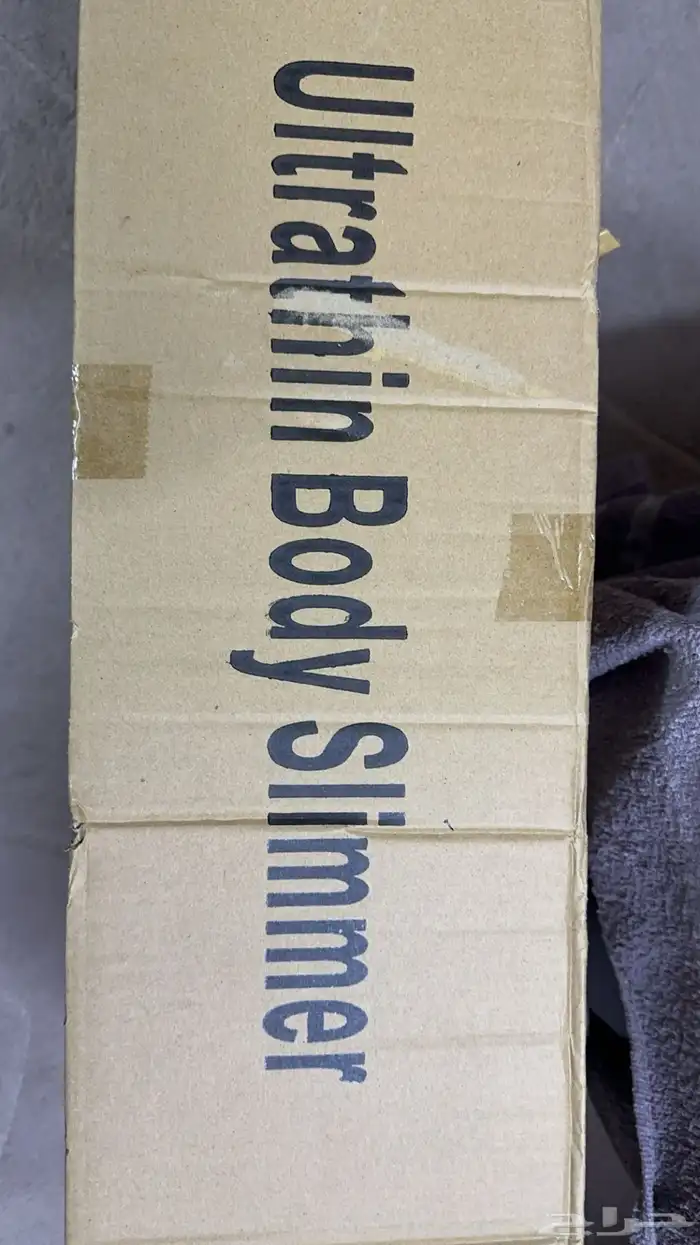 Ultrathin Body Slimmer
حراج